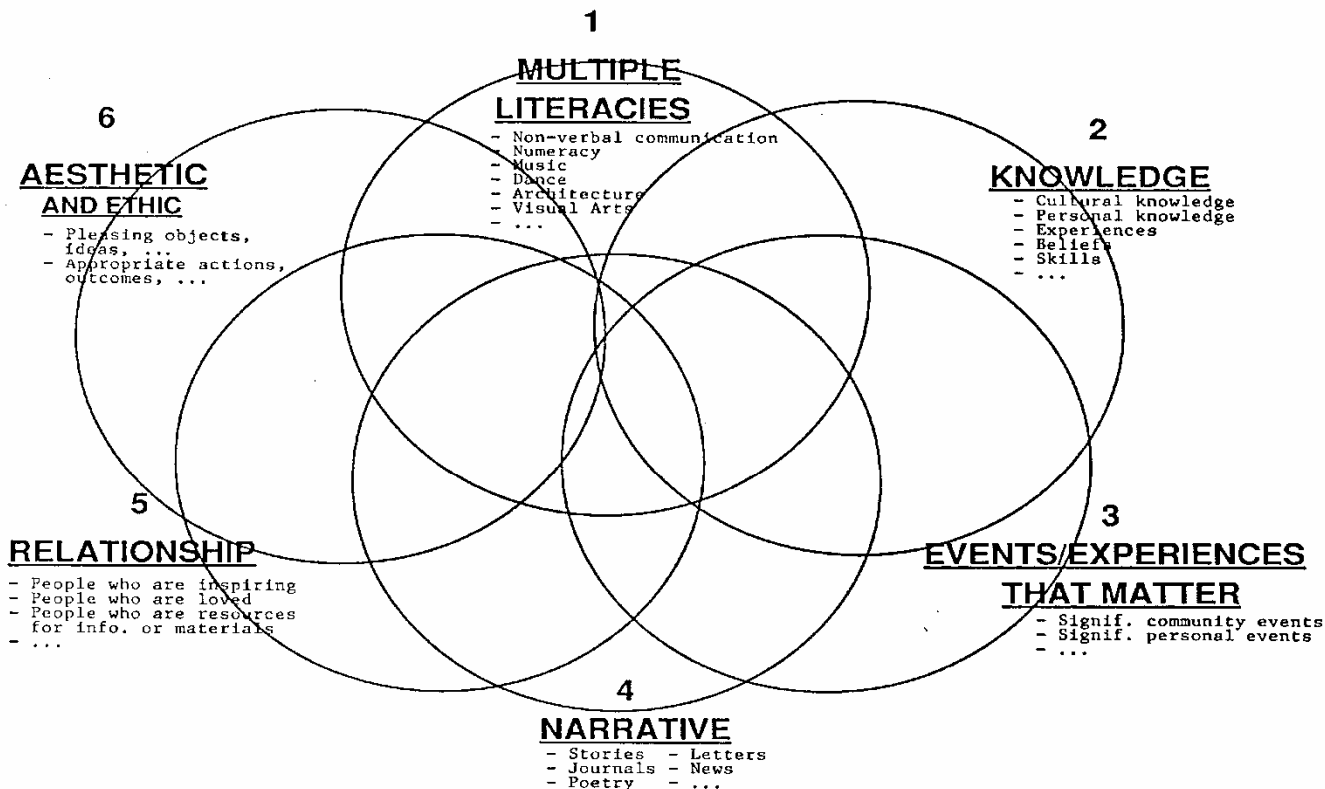 1
MULTIPLE
LITERACIES
- Non-verbal communication
- Numeracy
- Music
- Dance
- Architecture
- Visual Arts
- ...
2
KNOWLEDGE
- Cultural knowledge
- Personal knowledge
- Experiences
- Beliefs
- Skills
- ...
3
EVENTS/EXPERIENCES
THAT MATTER
- Signif. community events
- Signif. personal events
- ...
4
NARRATIVE
- Stories - Letters
- Journals - News
- Poetry - ...
5
RELATIONSHIP
- People who are inspiring
- People who are loved
- People who are resources
for info. or materials
- ...
6
AESTHETIC
AND ETHIC
- Pleasing objects,
ideas, ...
- Appropriate actions,
outcomes, ...